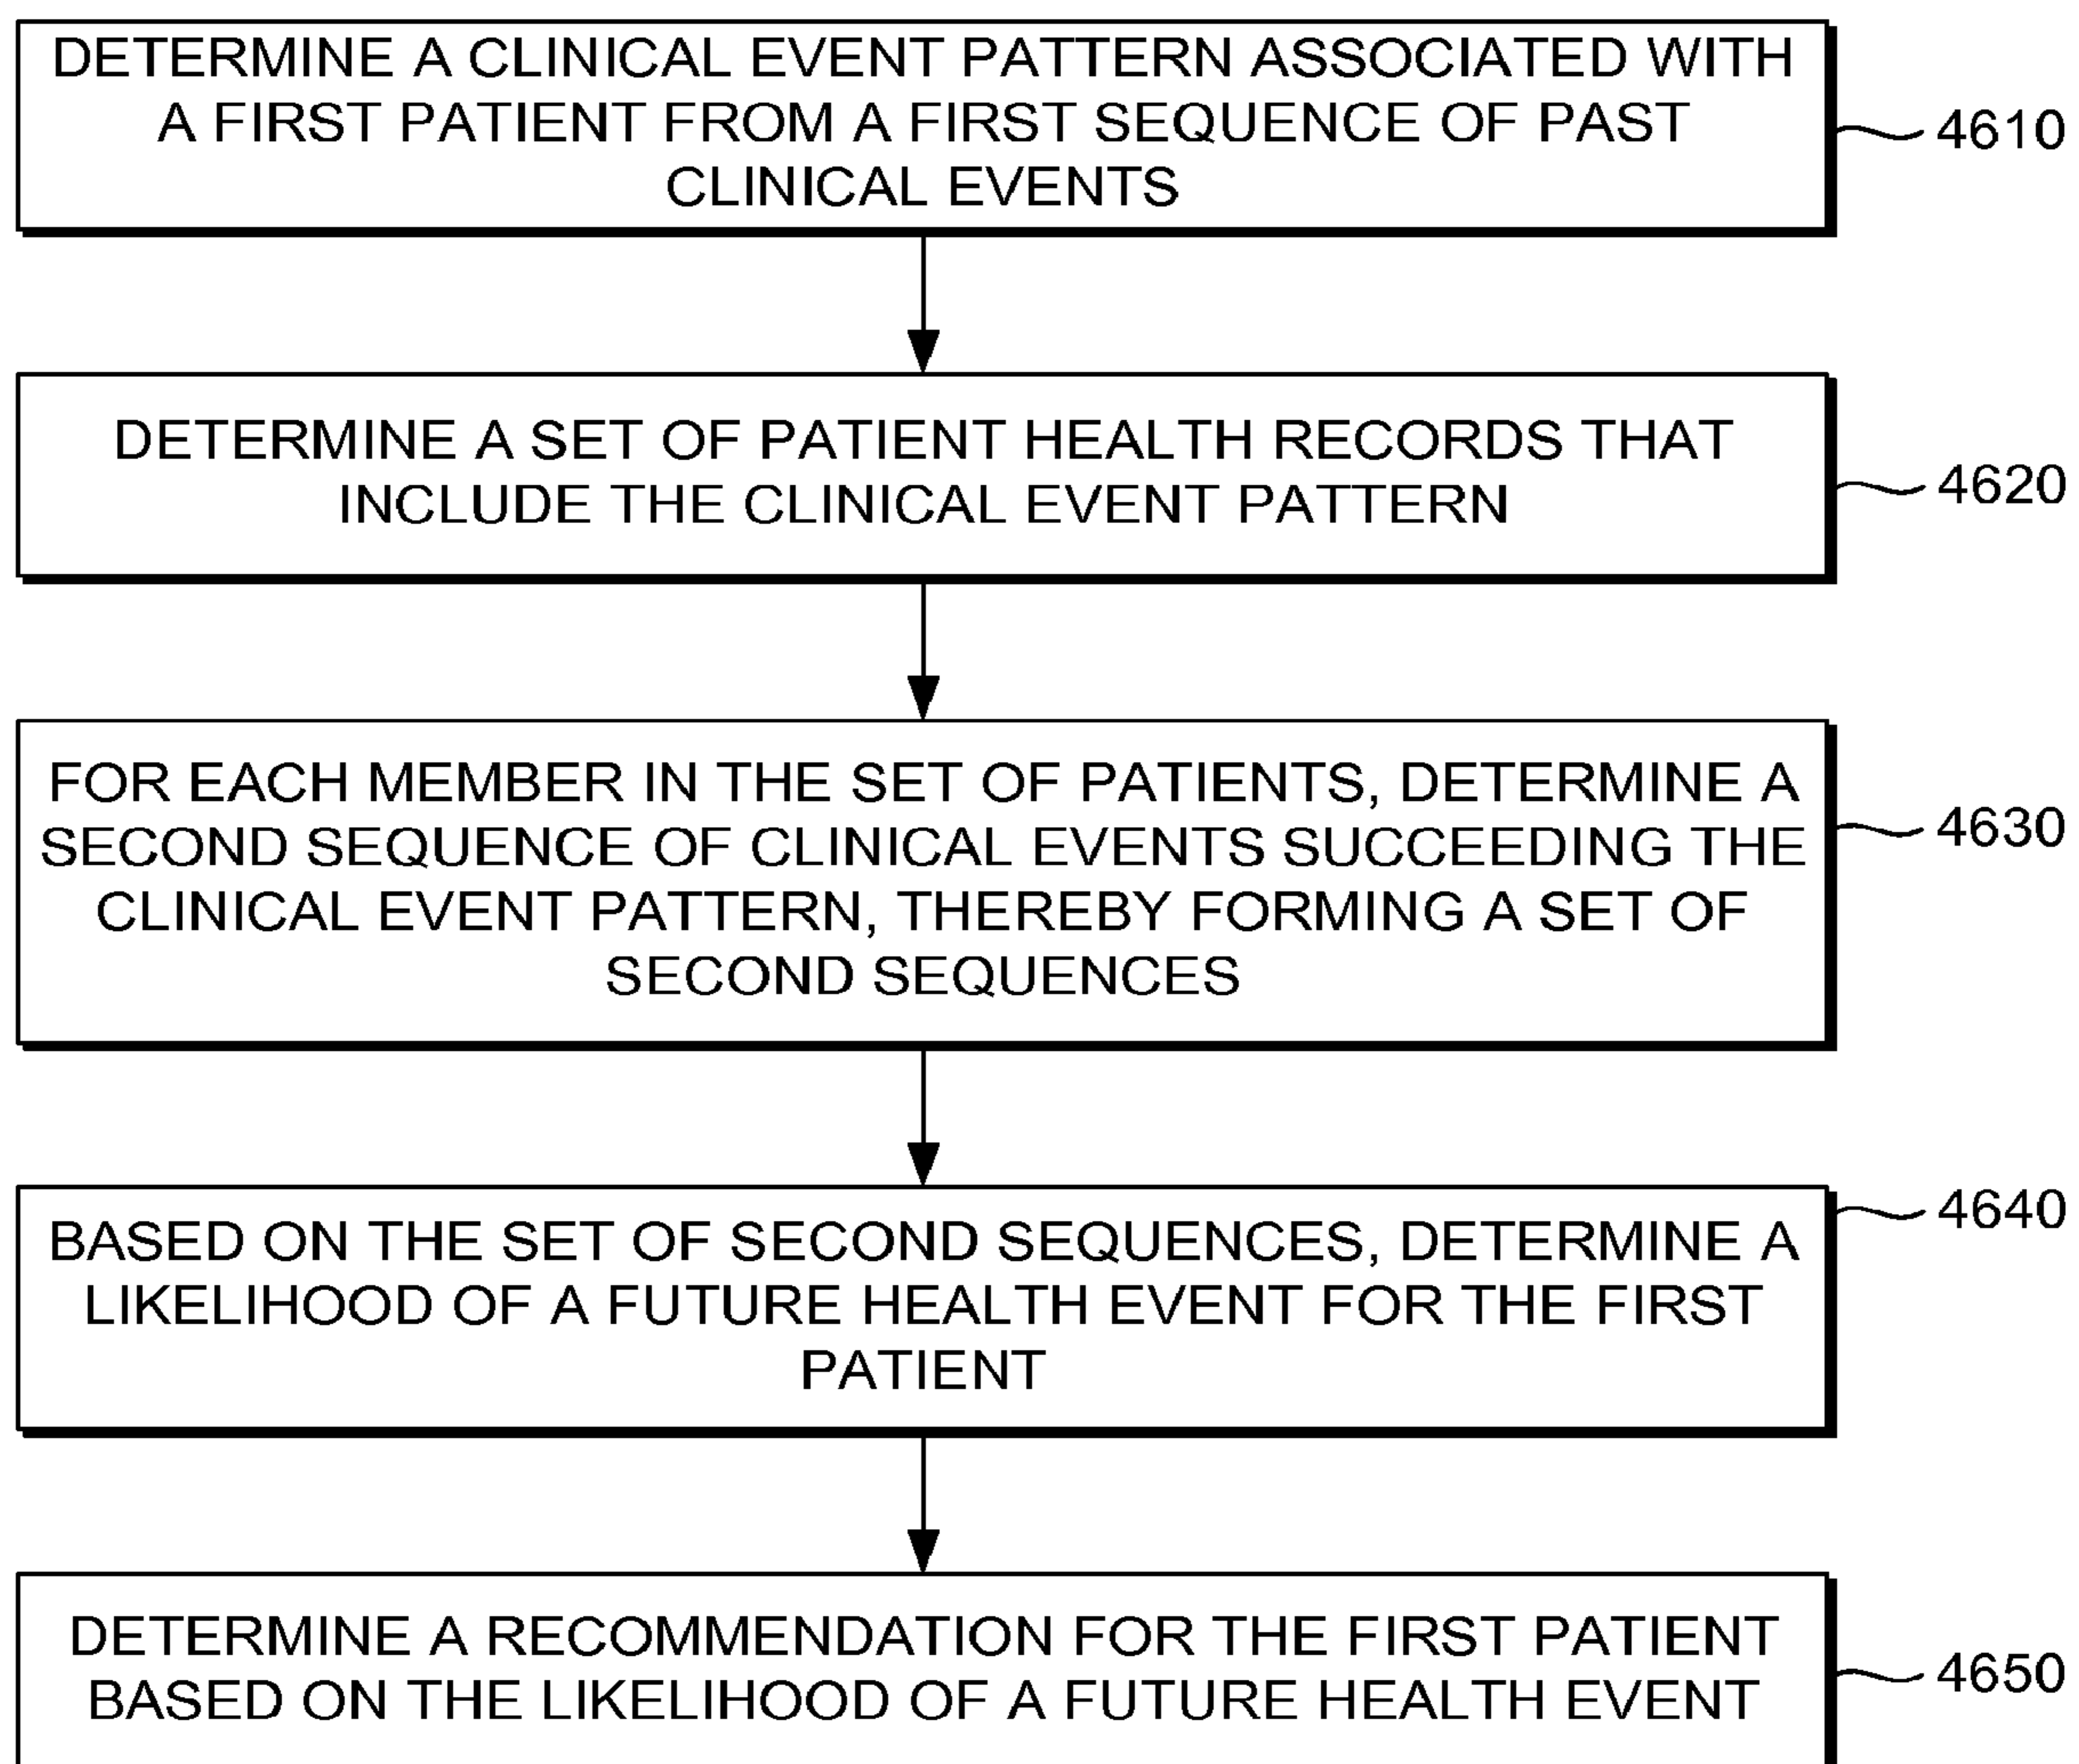 DETERMINE A CLINICAL EVENT PATTERN ASSOCIATED WITH
A FIRST PATIENT FROM A FIRST SEQUENCE OF PAST
CLINICAL EVENTS
4610
DETERMINE A SET OF PATIENT HEALTH RECORDS THAT
INCLUDE THE CLINICAL EVENT PATTERN
4620
FOR EACH MEMBER IN THE SET OF PATIENTS, DETERMINE A
SECOND SEQUENCE OF CLINICAL EVENTS SUCCEEDING THE
CLINICAL EVENT PATTERN, THEREBY FORMING A SET OF
SECOND SEQUENCES
4630
BASED ON THE SET OF SECOND SEQUENCES, DETERMINE A
LIKELIHOOD OF A FUTURE HEALTH EVENT FOR THE FIRST
PATIENT
4640
DETERMINE A RECOMMENDATION FOR THE FIRST PATIENT
BASED ON THE LIKELIHOOD OF A FUTURE HEALTH EVENT
4650